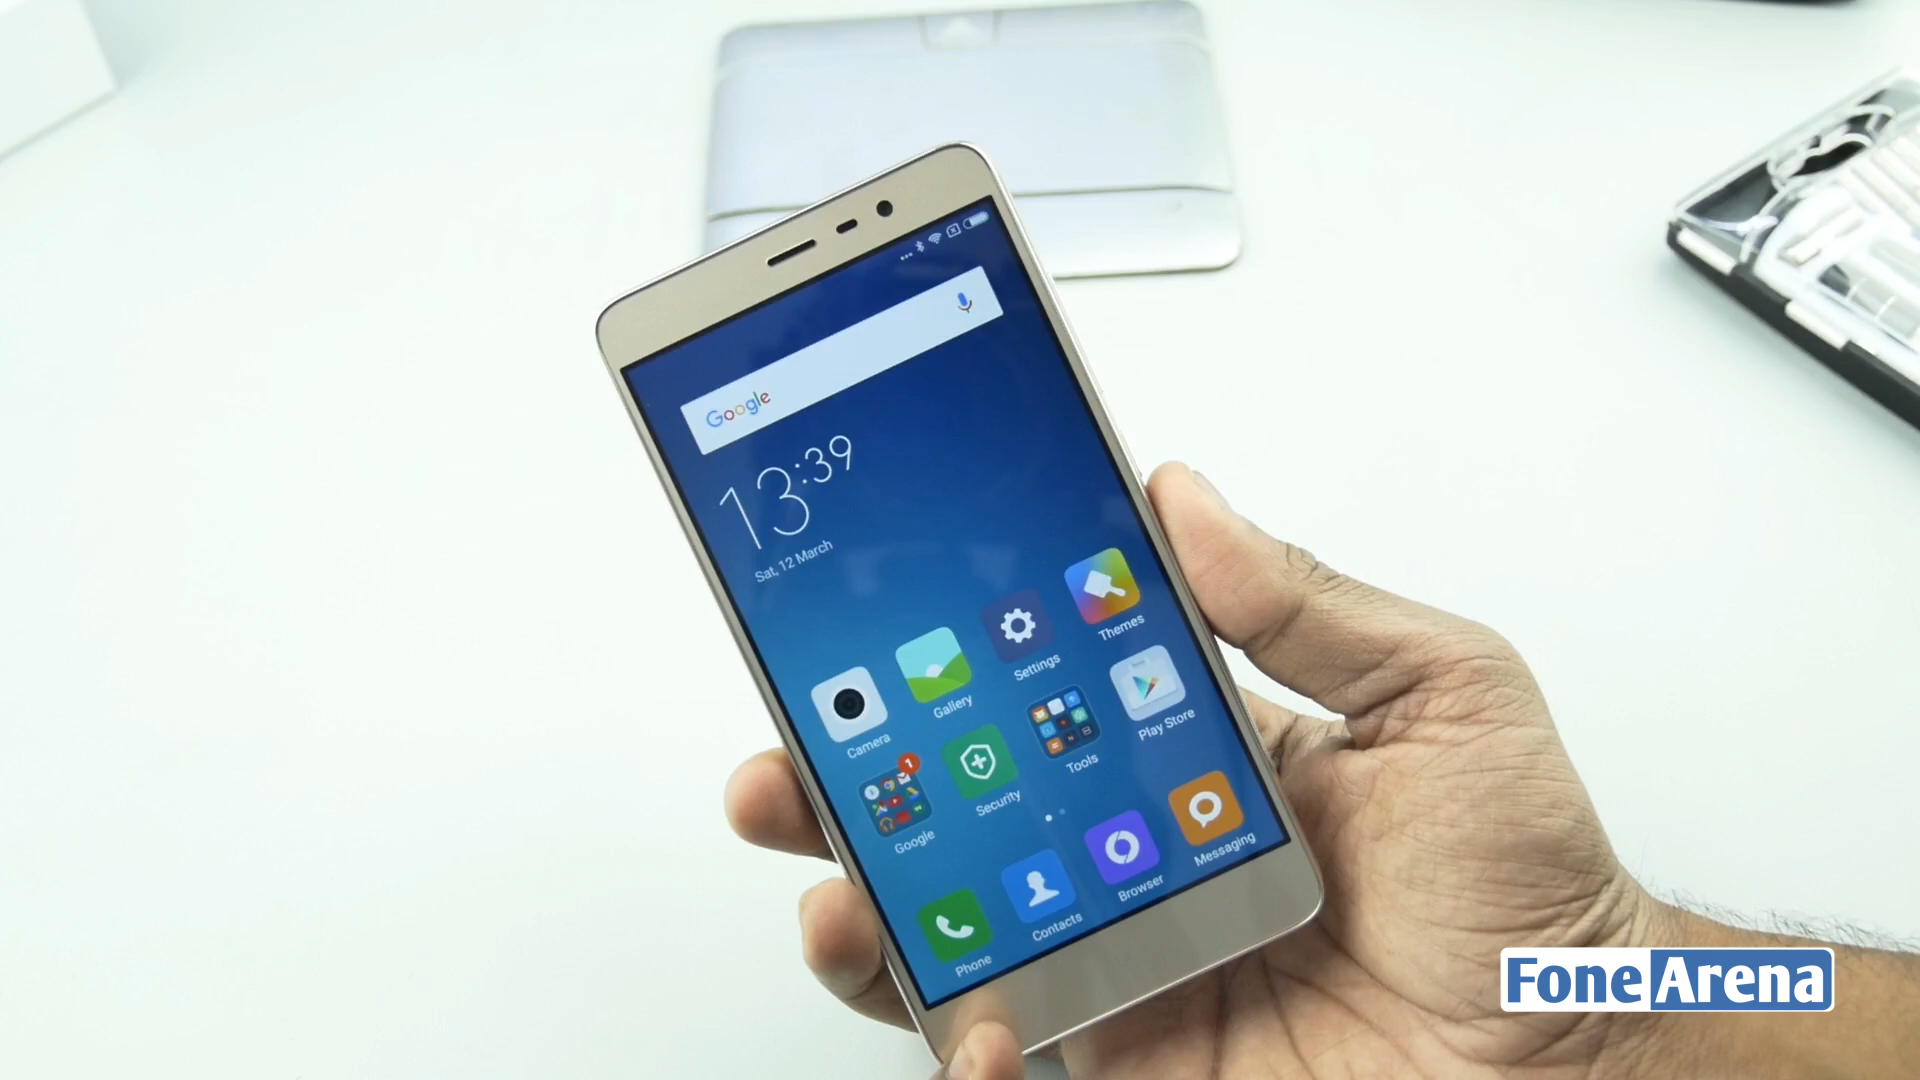 Google
13:39
Sat, 12 March
Camera
Gallery
Settings
Themes
1
Google
Security
Tools
Play Store
Phone
Contacts
Browser
Messaging
FoneArena